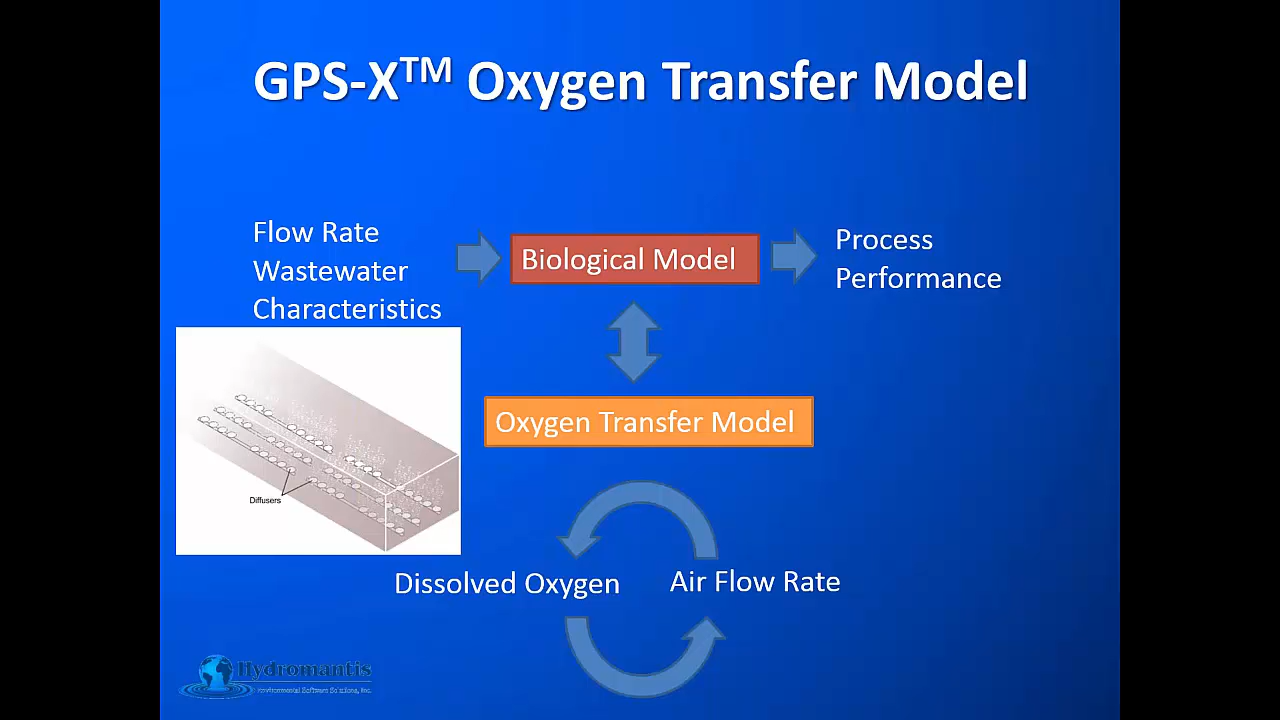 GPS-X™ Oxygen Transfer Model
Flow Rate
Wastewater
Characteristics
Biological Model
Process
Performance
Oxygen Transfer Model
Diffusers
Dissolved Oxygen
Air Flow Rate
Hydromantis
Environmental Software Solutions, Inc.